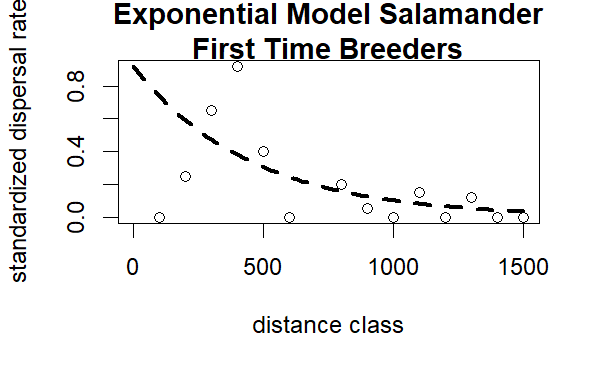 Exponential Model Salamander
First Time Breeders
standardized dispersal rate
0.8
0.4
0.0
0
500
1000
1500
distance class